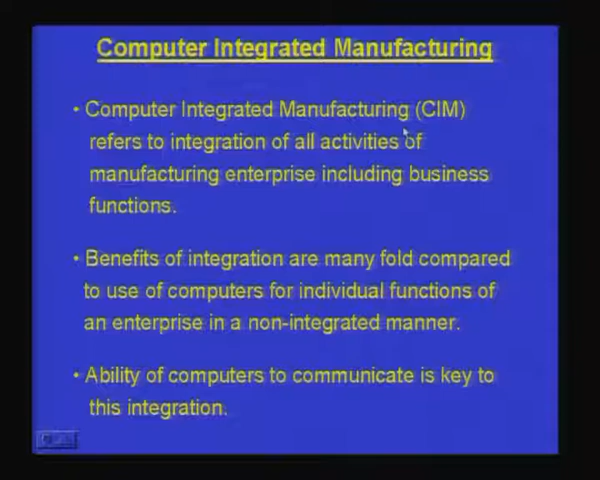 Computer Integrated Manufacturing
• Computer Integrated Manufacturing (CIM)
refers to integration of all activities of
manufacturing enterprise including business
functions.
• Benefits of integration are many fold compared
to use of computers for individual functions of
an enterprise in a non-integrated manner.
• Ability of computers to communicate is key to
this integration.